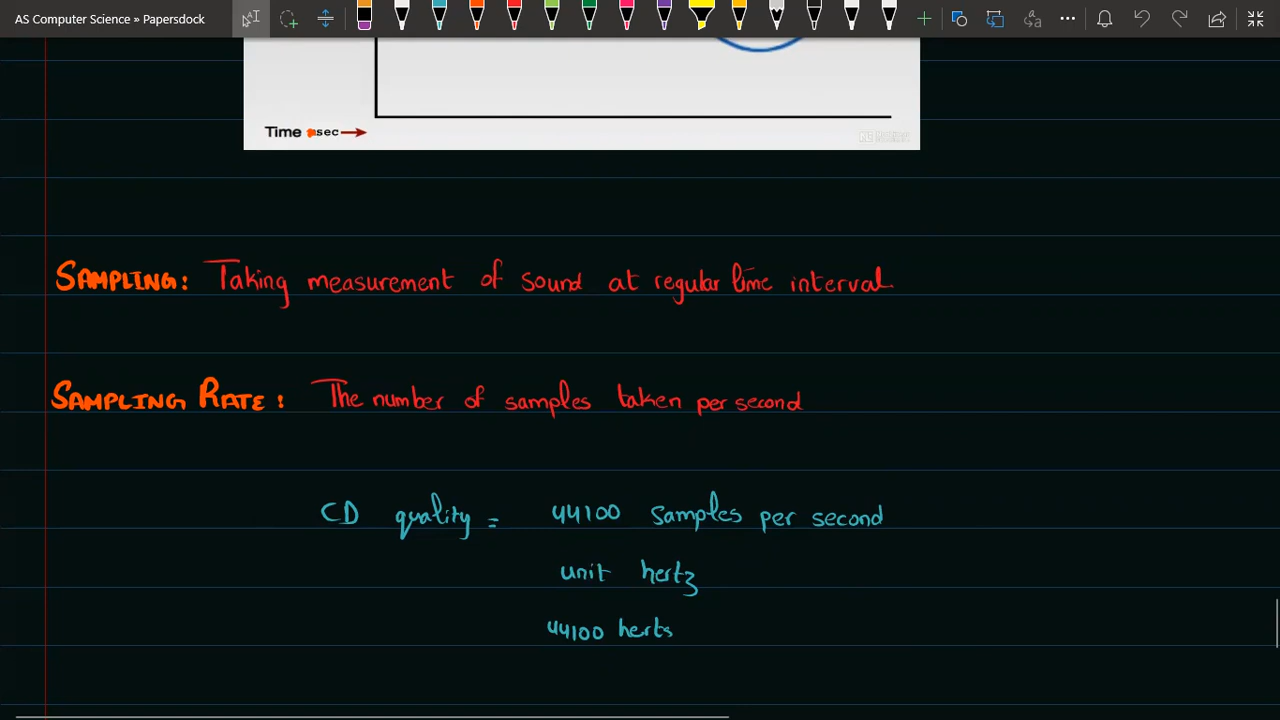 AS Computer Science » Papersdock
Time sec
SAMPLING: Taking measurement of sound at regular time interval.
SAMPLING RATE: The number of samples taken per second
CD quality = 44100 samples per second
unit hertz
44100 herts